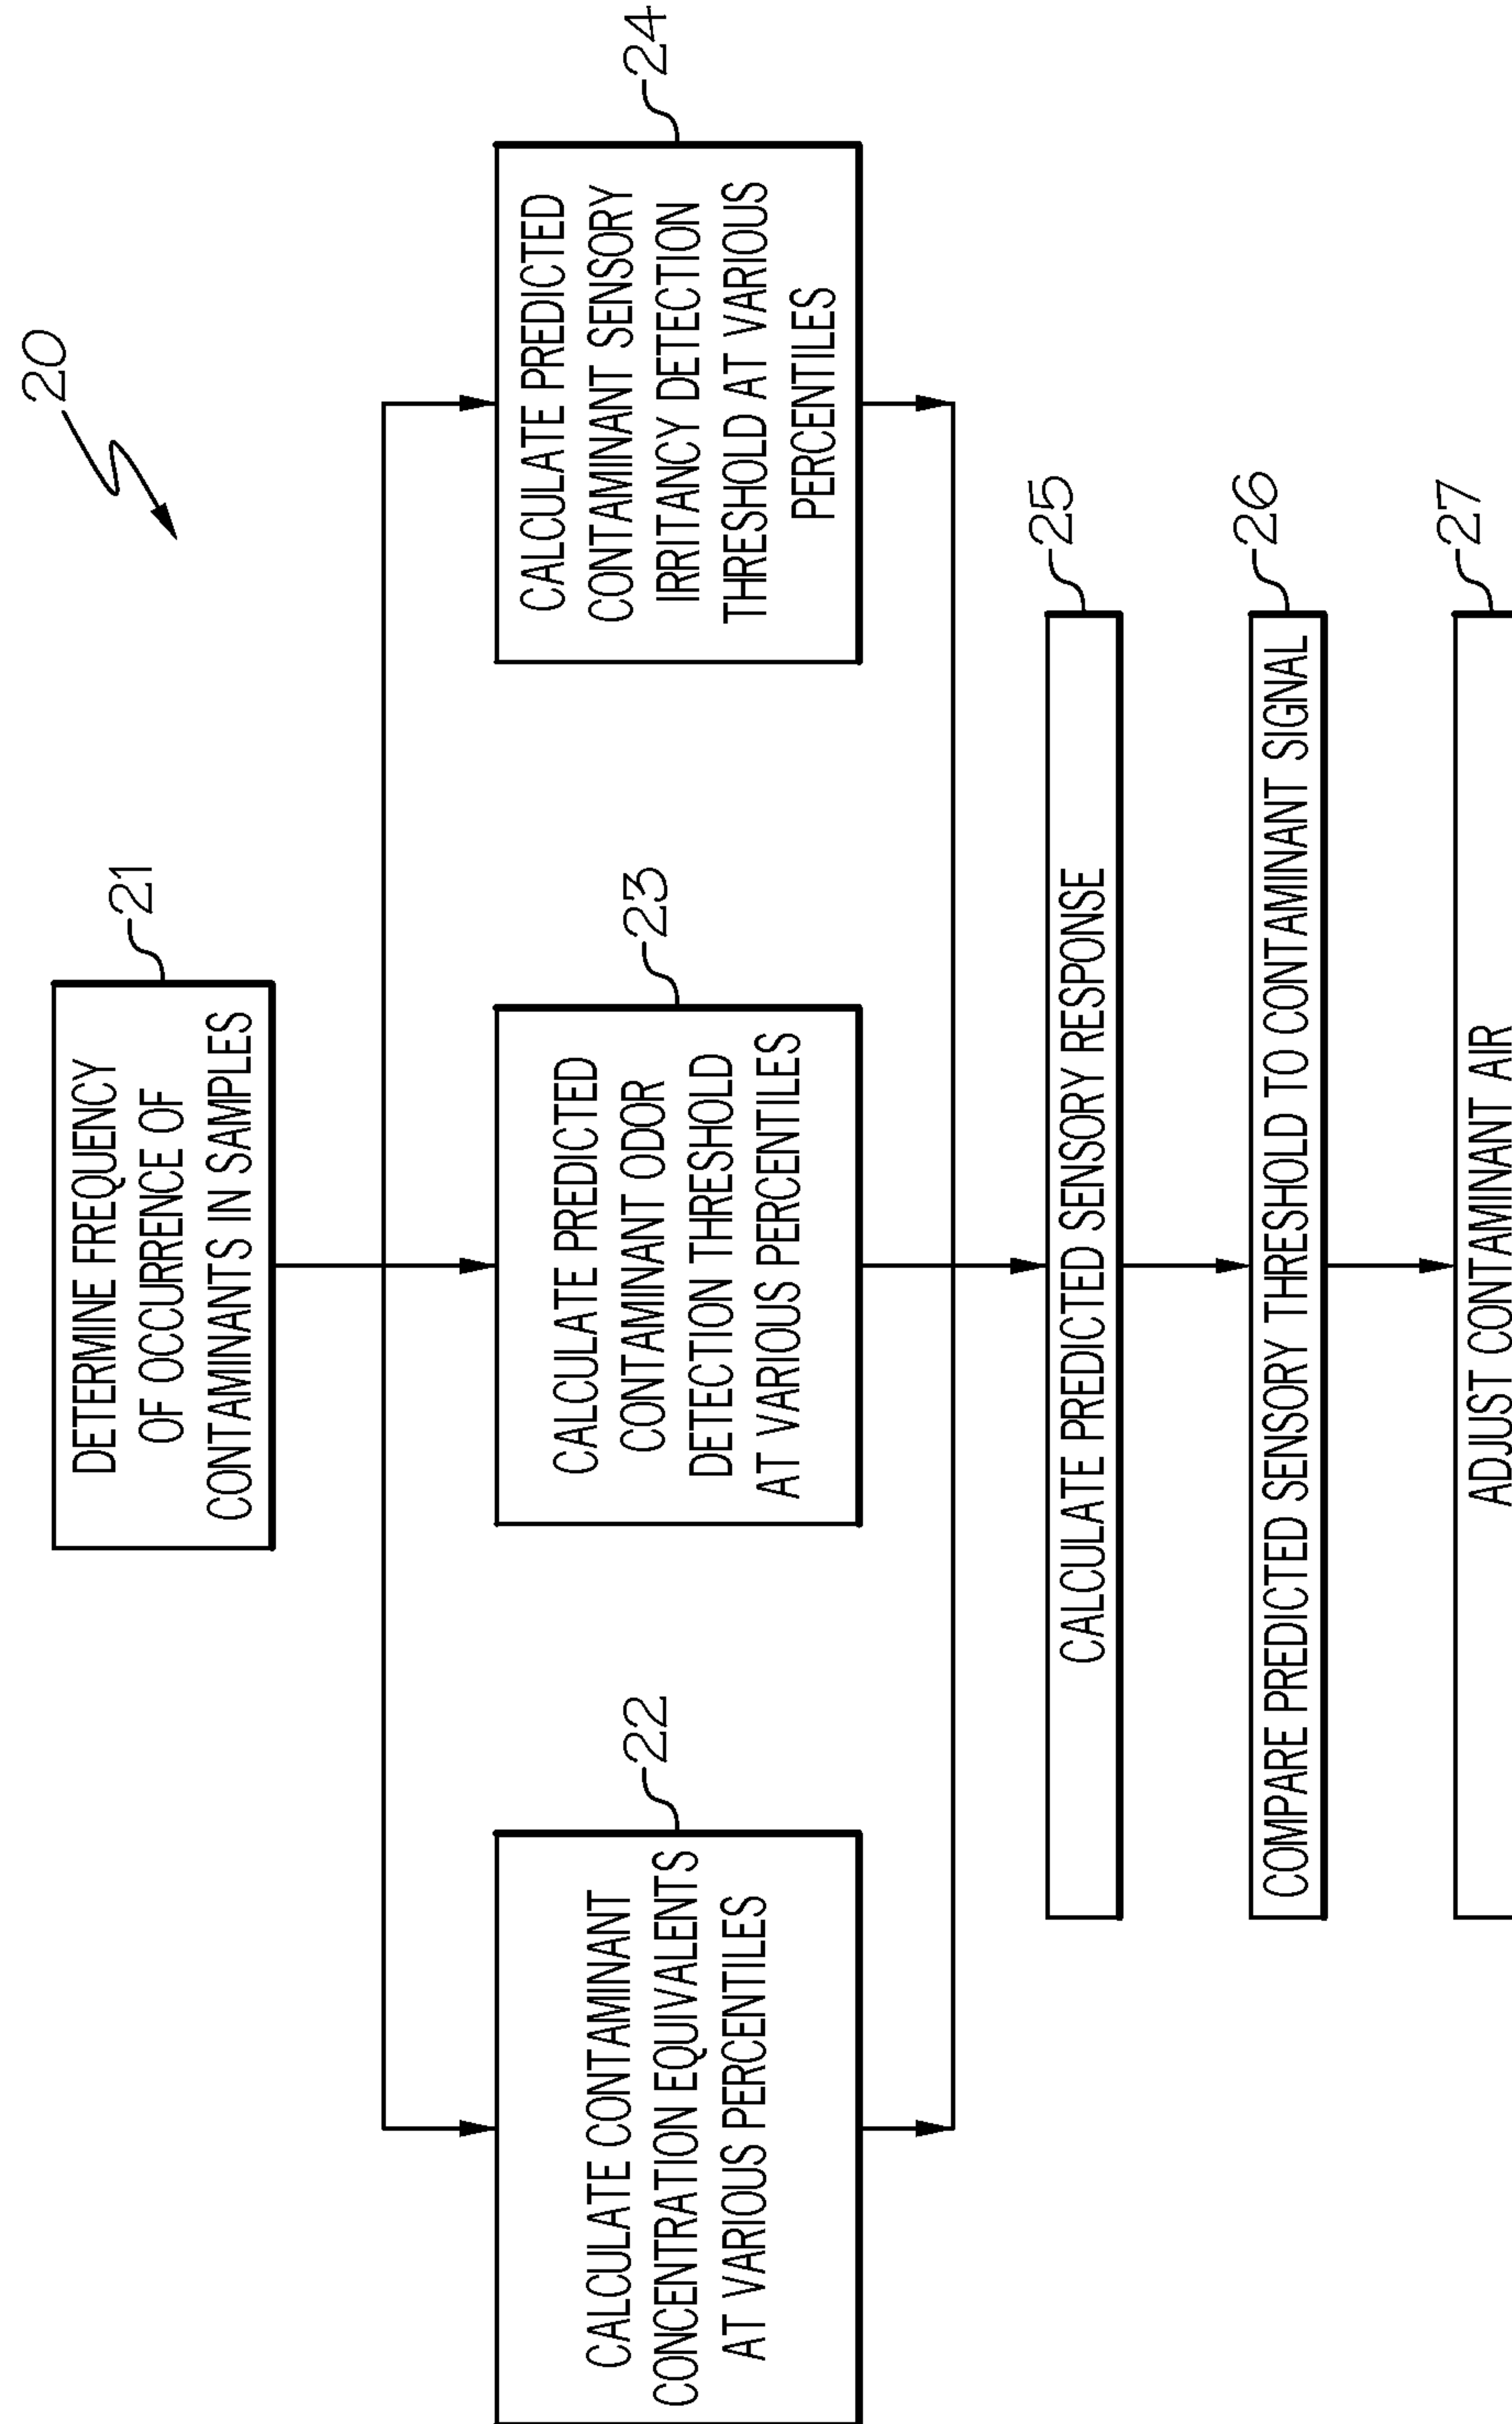 20
21
DETERMINE FREQUENCY
OF OCCURRENCE OF
CONTAMINANTS IN SAMPLES
22
CALCULATE CONTAMINANT
CONCENTRATION EQUIVALENTS
AT VARIOUS PERCENTILES
23
CALCULATE PREDICTED
CONTAMINANT ODOR
DETECTION THRESHOLD
AT VARIOUS PERCENTILES
24
CALCULATE PREDICTED
CONTAMINANT SENSORY
IRRITANCY DETECTION
THRESHOLD AT VARIOUS
PERCENTILES
25
CALCULATE PREDICTED SENSORY RESPONSE
26
COMPARE PREDICTED SENSORY THRESHOLD TO CONTAMINANT SIGNAL
27
ADJUST CONTAMINANT AIR